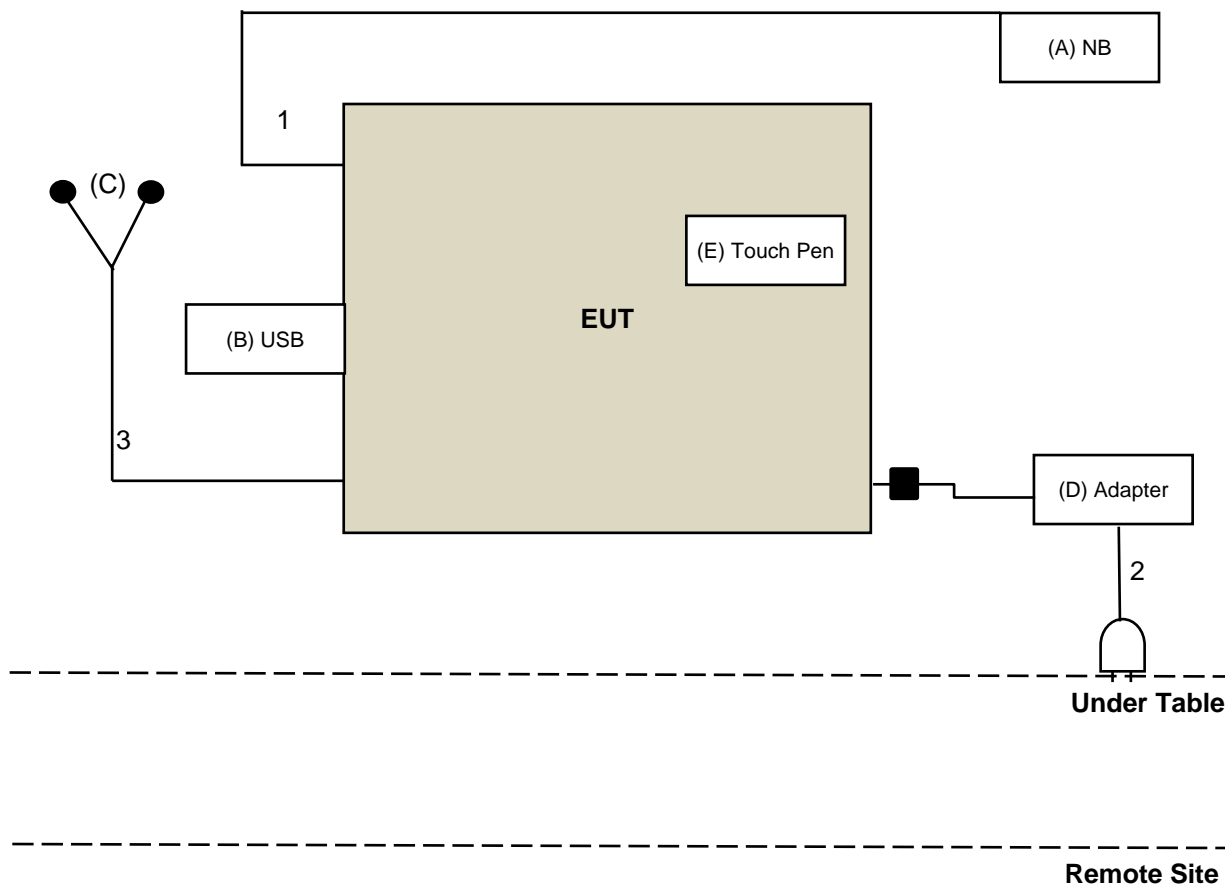 (A) NB
1
(C)
(E) Touch Pen
EUT
(B) USB
3
(D) Adapter
2
Under Table
Remote Site